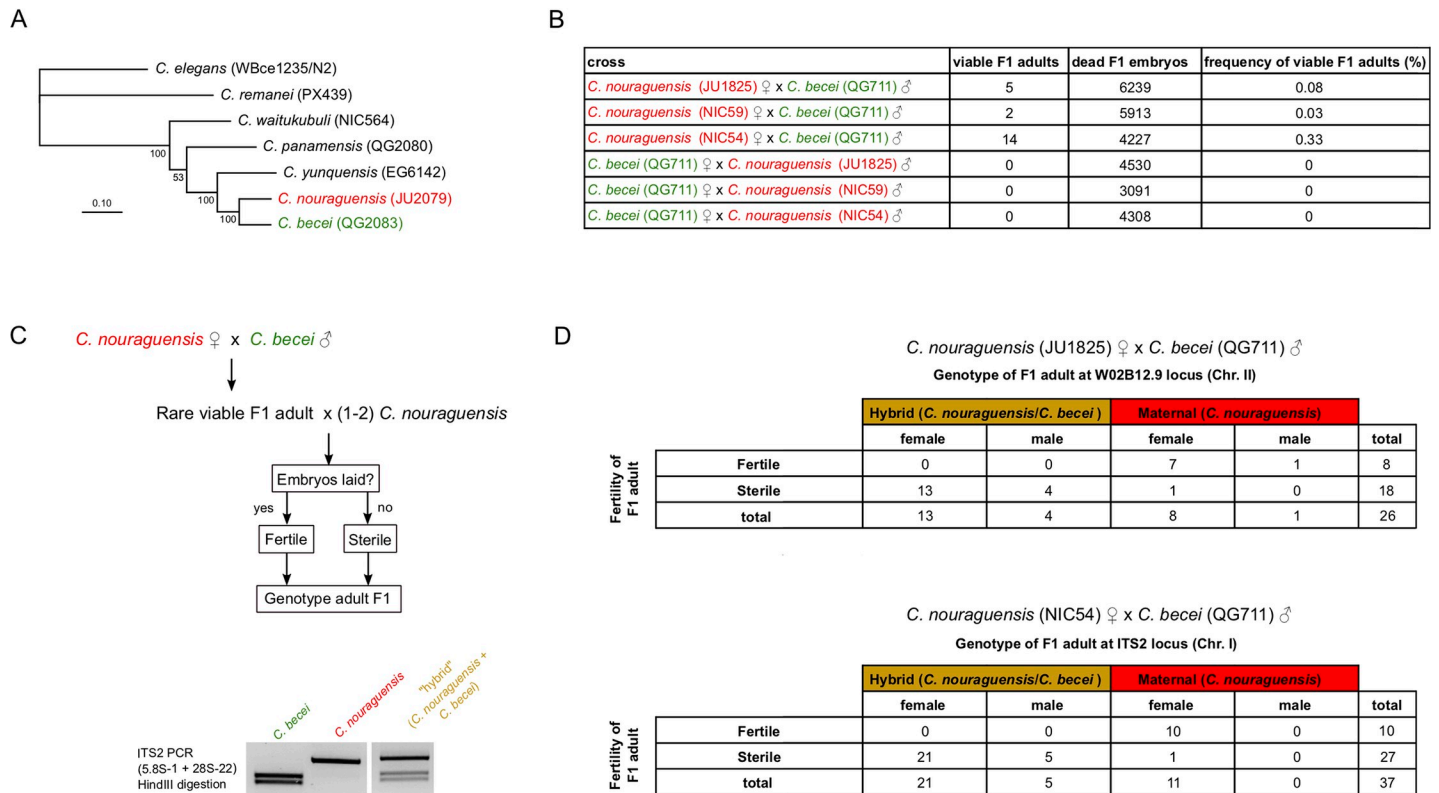 A
C. elegans (WBce1235/N2)
C. remanei (PX439)
C. waitukubuli (NIC564)
100
C. panamensis (QG2080)
53
C. yunquensis (EG6142)
100
C. nouraguensis (JU2079)
100
C. becei (QG2083)
0.10
B
cross viable F1 adults dead F1 embryos frequency of viable F1 adults (%)
C. nouraguensis (JU1825) ♀ x C. becei (QG711) ♂ 5 6239 0.08
C. nouraguensis (NIC59) ♀ x C. becei (QG711) ♂ 2 5913 0.03
C. nouraguensis (NIC54) ♀ x C. becei (QG711) ♂ 14 4227 0.33
C. becei (QG711) ♀ x C. nouraguensis (JU1825) ♂ 0 4530 0
C. becei (QG711) ♀ x C. nouraguensis (NIC59) ♂ 0 3091 0
C. becei (QG711) ♀ x C. nouraguensis (NIC54) ♂ 0 4308 0
C
C. nouraguensis ♀ x C. becei ♂
Rare viable F1 adult x (1-2) C. nouraguensis
Embryos laid?
yes no
Fertile Sterile
Genotype adult F1
C. becei
C. nouraguensis
"hybrid"
(C. nouraguensis +
C. becei)
ITS2 PCR
(5.8S-1 + 28S-22)
HindIII digestion
D
C. nouraguensis (JU1825) ♀ x C. becei (QG711) ♂
Genotype of F1 adult at W02B12.9 locus (Chr. II)
Hybrid (C. nouraguensis/C. becei ) Maternal (C. nouraguensis)
female male female male total
Fertility of
F1 adult
Fertile 0 0 7 1 8
Sterile 13 4 1 0 18
total 13 4 8 1 26
C. nouraguensis (NIC54) ♀ x C. becei (QG711) ♂
Genotype of F1 adult at ITS2 locus (Chr. I)
Hybrid (C. nouraguensis/C. becei ) Maternal (C. nouraguensis)
female male female male total
Fertility of
F1 adult
Fertile 0 0 10 0 10
Sterile 21 5 1 0 27
total 21 5 11 0 37